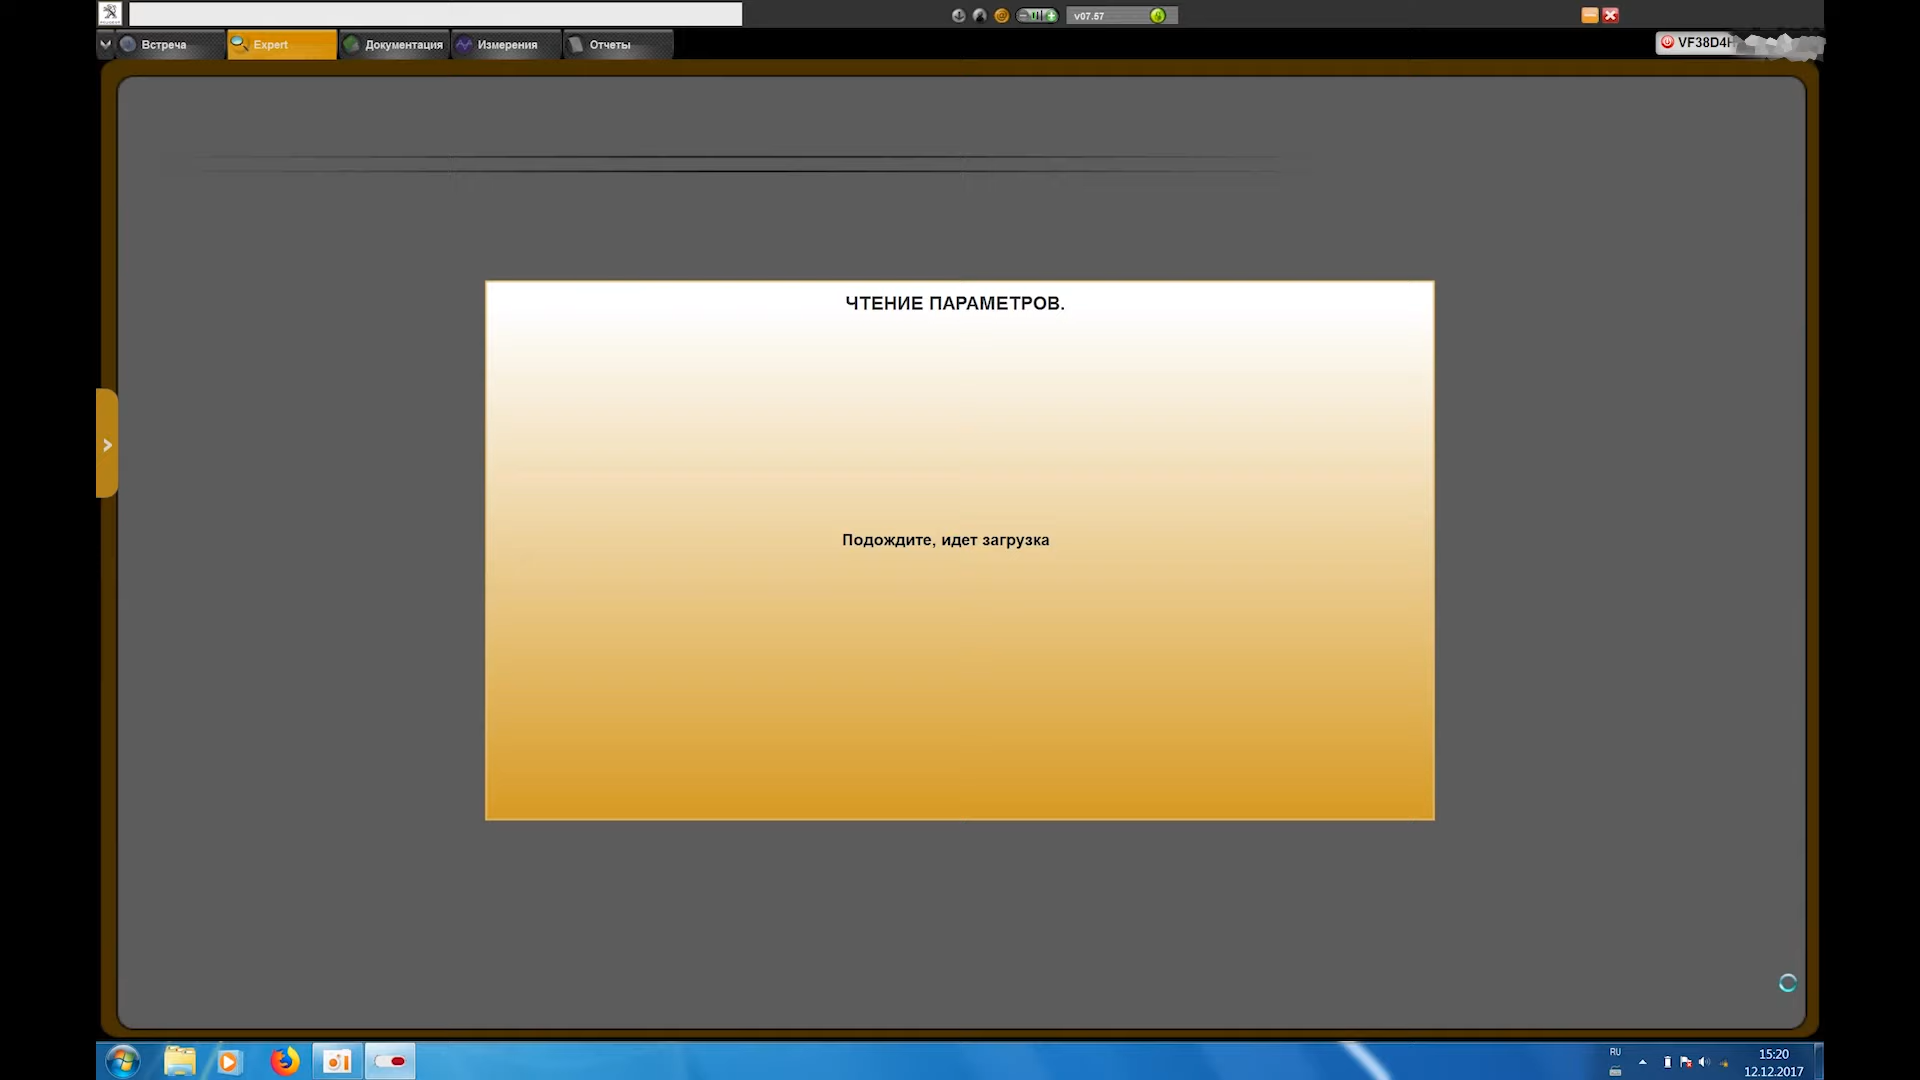 v07.57
Встреча
Expert
Документация
Измерения
Отчеты
VF38D4H
ЧТЕНИЕ ПАРАМЕТРОВ.
Подождите, идет загрузка
RU
15:20
12.12.2017